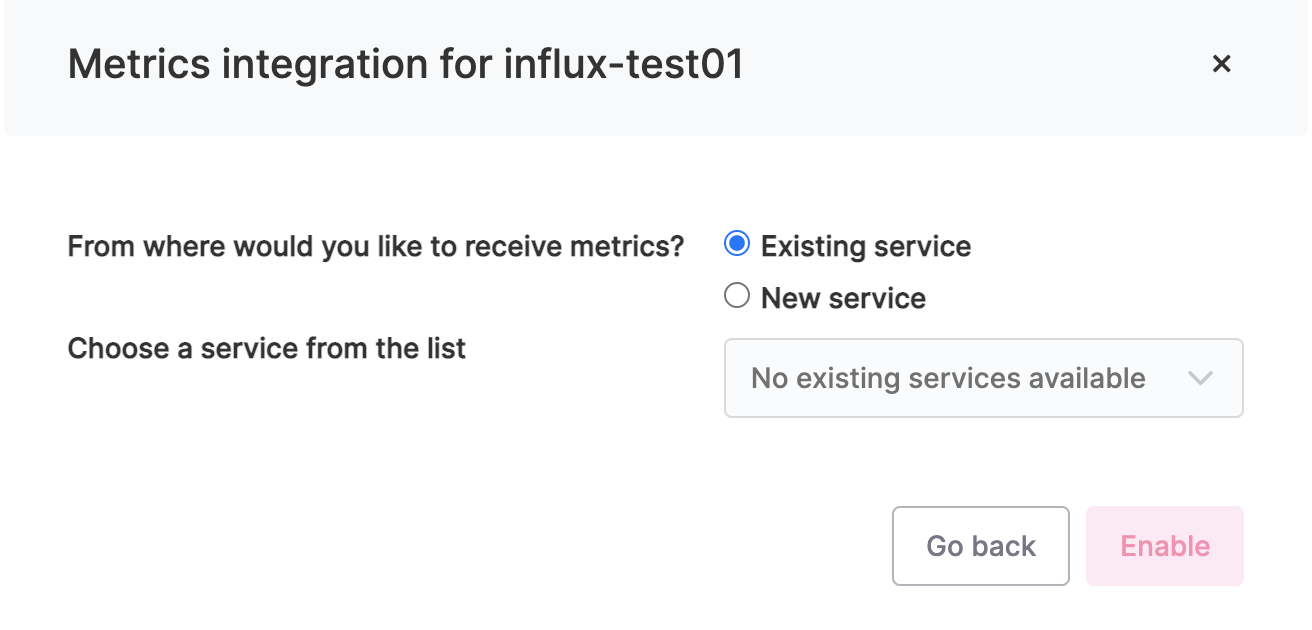 Metrics integration for influx-test01
From where would you like to receive metrics?
Existing service
New service
Choose a service from the list
No existing services available
Go back
Enable